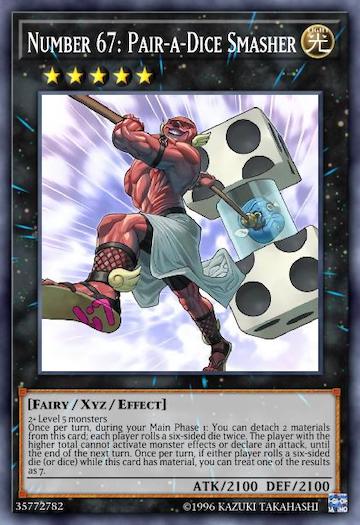 Number 67: Pair-a-Dice Smasher
LIGHT
光
67
[Fairy / Xyz / Effect]
2+ Level 5 monsters
Once per turn, during your Main Phase 1: You can detach 2 materials
from this card; each player rolls a six-sided die twice. The player with the
higher total cannot activate monster effects or declare an attack, until
the end of the next turn. Once per turn, if either player rolls a six-sided
die (or dice) while this card has material, you can treat one of the results
as 7.
ATK/2100 DEF/2100
35772782
©1996 KAZUKI TAKAHASHI